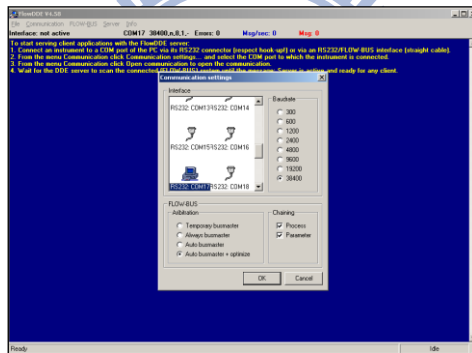 FlowDDE V4.58
File Communication FLOW-BUS Server Info
Interface: not active COM17 38400,n,8,1,- Errors: 0 Msg/sec: 0 Msg: 0
To start serving client applications with the FlowDDE server:
1. Connect an instrument to a COM port of the PC via its RS232 connector (respect hook-up!) or via an RS232/FLOW-BUS interface (straight cable).
2. From the menu Communication click Communication settings... and select the COM port to which the instrument is connected.
3. From the menu Communication click Open communication to open the communication.
4. Wait for the DDE server to scan the connected FLOW-BUS system until the message: Server is active and ready for any client.
Communication settings
Interface
Baudrate
RS232: COM13 RS232: COM14
300
600
1200
RS232: COM15 RS232: COM16
2400
4800
9600
19200
RS232: COM17 RS232: COM18
38400
FLOW-BUS
Arbitration
Chaining
Temporary busmaster
Process
Always busmaster
Parameter
Auto busmaster
Auto busmaster + optimize
OK
Cancel
Ready Idle